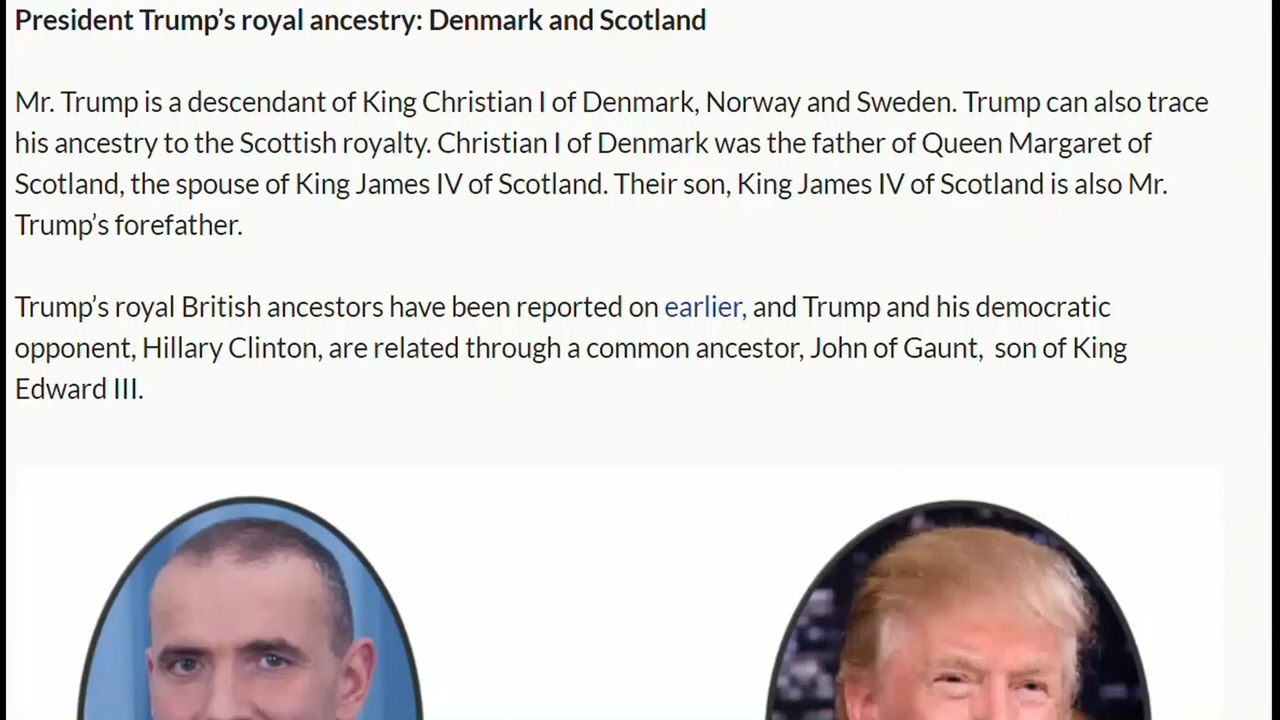 President Trump’s royal ancestry: Denmark and Scotland
Mr. Trump is a descendant of King Christian I of Denmark, Norway and Sweden. Trump can also trace
his ancestry to the Scottish royalty. Christian I of Denmark was the father of Queen Margaret of
Scotland, the spouse of King James IV of Scotland. Their son, King James IV of Scotland is also Mr.
Trump’s forefather.
Trump’s royal British ancestors have been reported on earlier, and Trump and his democratic
opponent, Hillary Clinton, are related through a common ancestor, John of Gaunt,  son of King
Edward III.